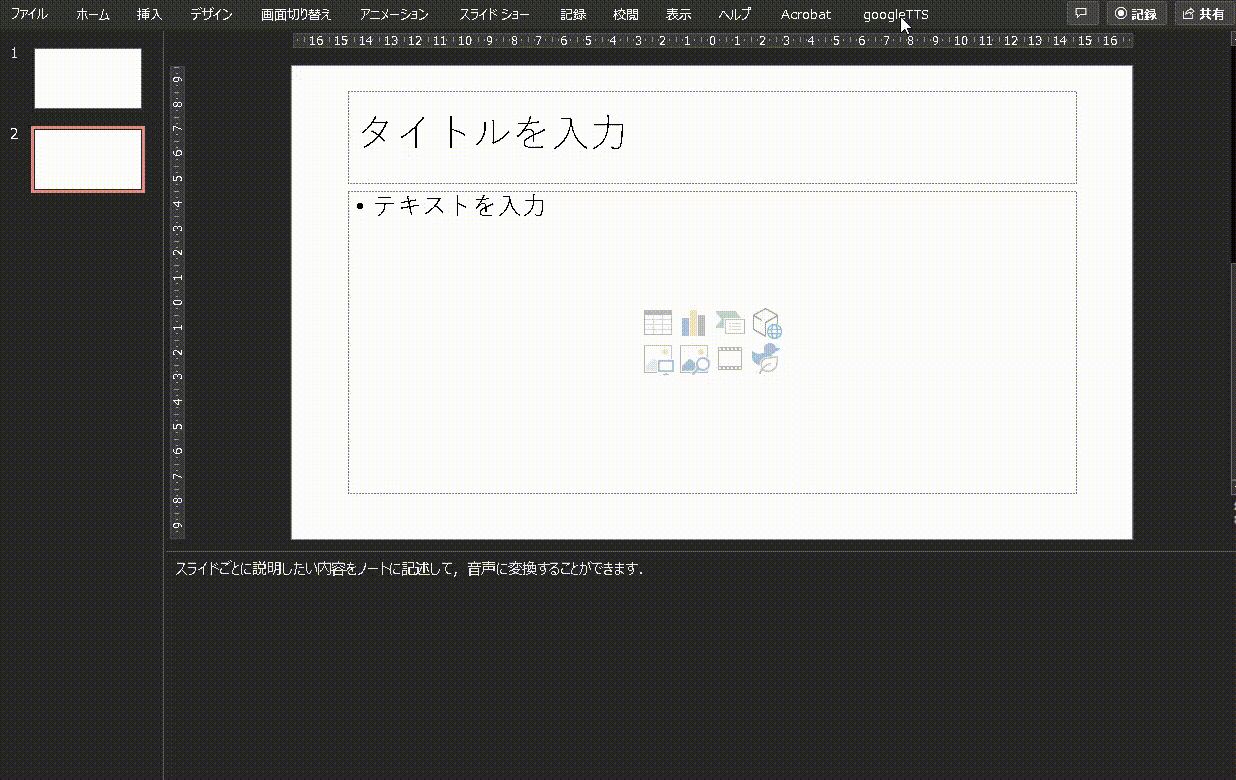 ファイル ホーム 挿入 デザイン 画面切り替え アニメーション スライド ショー 記録 校閲 表示 ヘルプ Acrobat googleTTS 記録 共有
16 15 14 13 12 11 10 9 8 7 6 5 4 3 2 1 0 1 2 3 4 5 6 7 8 9 10 11 12 13 14 15 16
1
2
9 8 7 6 5 4 3 2 1 0 1 2 3 4 5 6 7 8 9
タイトルを入力
• テキストを入力
スライドごとに説明したい内容をノートに記述して，音声に変換することができます．